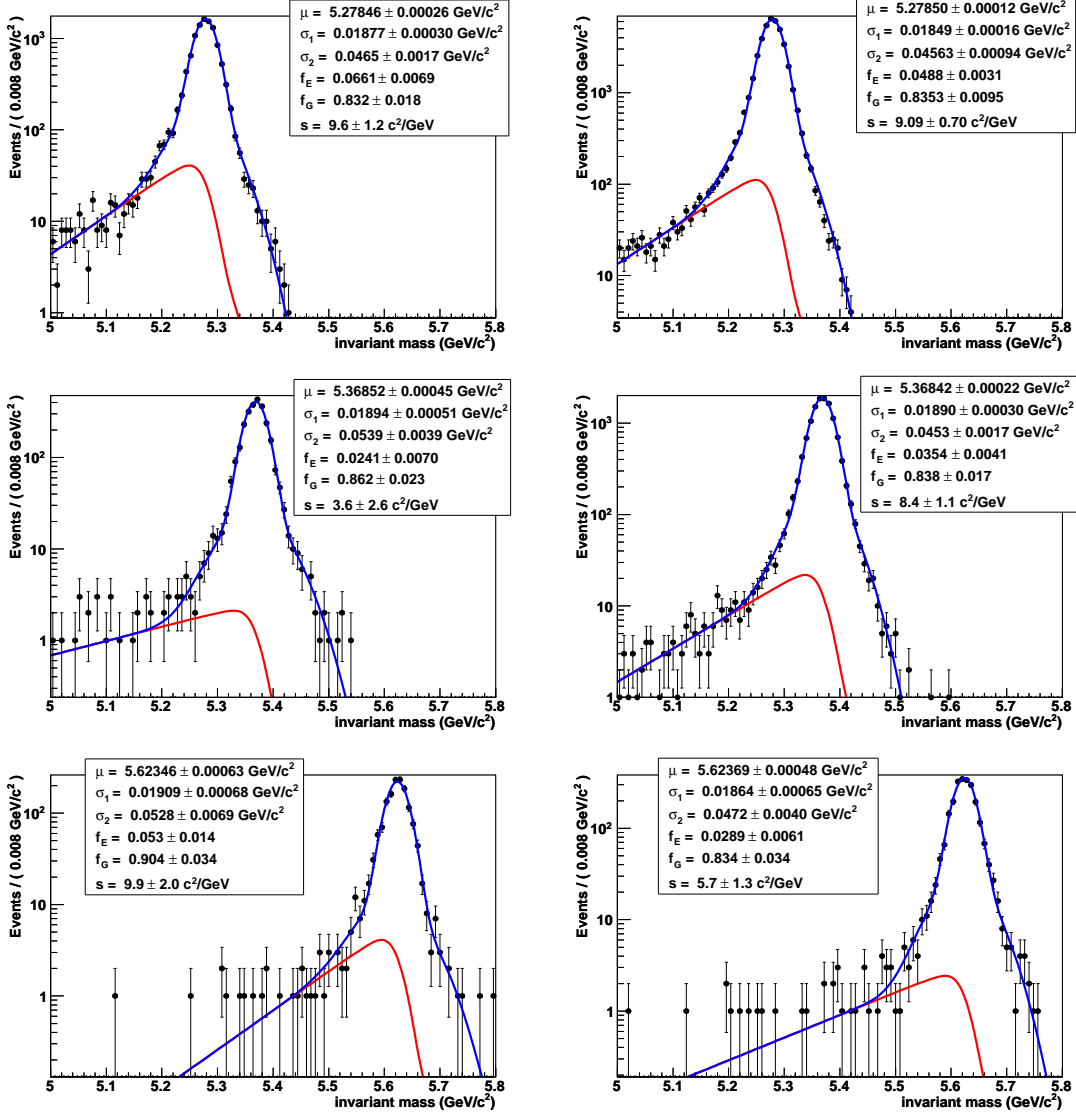 μ = 5.27846 ± 0.00026 GeV/c²
σ₁ = 0.01877 ± 0.00030 GeV/c²
σ₂ = 0.0465 ± 0.0017 GeV/c²
f_E = 0.0661 ± 0.0069
f_G = 0.832 ± 0.018
s = 9.6 ± 1.2 c²/GeV
Events / ( 0.008 GeV/c² )
10³
10²
10
1
5 5.1 5.2 5.3 5.4 5.5 5.6 5.7 5.8
invariant mass (GeV/c²)
μ = 5.27850 ± 0.00012 GeV/c²
σ₁ = 0.01849 ± 0.00016 GeV/c²
σ₂ = 0.04563 ± 0.00094 GeV/c²
f_E = 0.0488 ± 0.0031
f_G = 0.8353 ± 0.0095
s = 9.09 ± 0.70 c²/GeV
Events / ( 0.008 GeV/c² )
10³
10²
10
5 5.1 5.2 5.3 5.4 5.5 5.6 5.7 5.8
invariant mass (GeV/c²)
μ = 5.36852 ± 0.00045 GeV/c²
σ₁ = 0.01894 ± 0.00051 GeV/c²
σ₂ = 0.0539 ± 0.0039 GeV/c²
f_E = 0.0241 ± 0.0070
f_G = 0.862 ± 0.023
s = 3.6 ± 2.6 c²/GeV
Events / ( 0.008 GeV/c² )
10²
10
1
5 5.1 5.2 5.3 5.4 5.5 5.6 5.7 5.8
invariant mass (GeV/c²)
μ = 5.36842 ± 0.00022 GeV/c²
σ₁ = 0.01890 ± 0.00030 GeV/c²
σ₂ = 0.0453 ± 0.0017 GeV/c²
f_E = 0.0354 ± 0.0041
f_G = 0.838 ± 0.017
s = 8.4 ± 1.1 c²/GeV
Events / ( 0.008 GeV/c² )
10³
10²
10
1
5 5.1 5.2 5.3 5.4 5.5 5.6 5.7 5.8
invariant mass (GeV/c²)
μ = 5.62346 ± 0.00063 GeV/c²
σ₁ = 0.01909 ± 0.00068 GeV/c²
σ₂ = 0.0528 ± 0.0069 GeV/c²
f_E = 0.053 ± 0.014
f_G = 0.904 ± 0.034
s = 9.9 ± 2.0 c²/GeV
Events / ( 0.008 GeV/c² )
10²
10
1
5 5.1 5.2 5.3 5.4 5.5 5.6 5.7 5.8
invariant mass (GeV/c²)
μ = 5.62369 ± 0.00048 GeV/c²
σ₁ = 0.01864 ± 0.00065 GeV/c²
σ₂ = 0.0472 ± 0.0040 GeV/c²
f_E = 0.0289 ± 0.0061
f_G = 0.834 ± 0.034
s = 5.7 ± 1.3 c²/GeV
Events / ( 0.008 GeV/c² )
10²
10
1
5 5.1 5.2 5.3 5.4 5.5 5.6 5.7 5.8
invariant mass (GeV/c²)